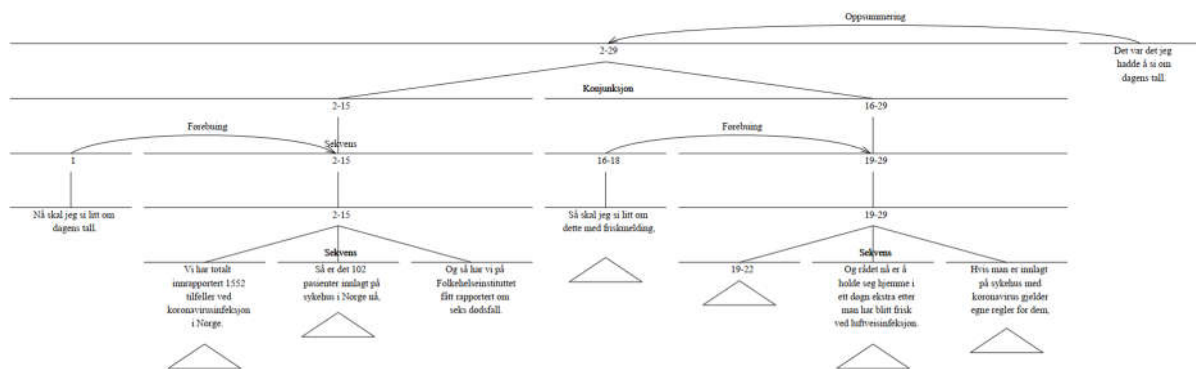 Oppsummering
2-29
Det var det jeg
hadde å si om
dagens tall.
Konjunksjon
2-15
16-29
Førebuing
Førebuing
Sekvens
1
2-15
16-18
19-29
Nå skal jeg si litt om
dagens tall.
2-15
Så skal jeg si litt om
dette med friskmelding,
19-29
Sekvens
Sekvens
Vi har totalt
innrapportert 1552
tilfeller ved
koronavirusinfeksjon
i Norge.
Så er det 102
pasienter innlagt på
sykehus i Norge nå,
Og så har vi på
Folkehelseinstituttet
fått rapportert om
seks dødsfall.
19-22
Og rådet nå er å
holde seg hjemme i
ett døgn ekstra etter
man har blitt frisk
ved luftveisinfeksjon.
Hvis man er innlagt
på sykehus med
koronavirus gjelder
egne regler for dem,